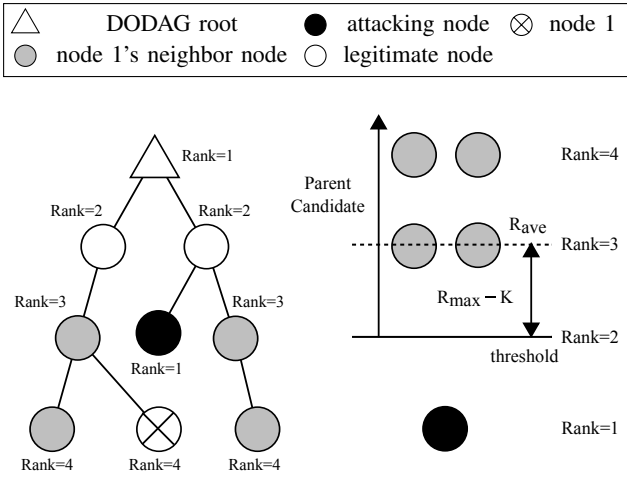 DODAG root attacking node node 1
node 1's neighbor node legitimate node
Rank=1
Rank=2 Rank=2
Rank=3 Rank=3
Rank=1
Rank=4 Rank=4 Rank=4
Parent
Candidate
Rank=4
Rave
Rank=3
Rmax – K
Rank=2
threshold
Rank=1